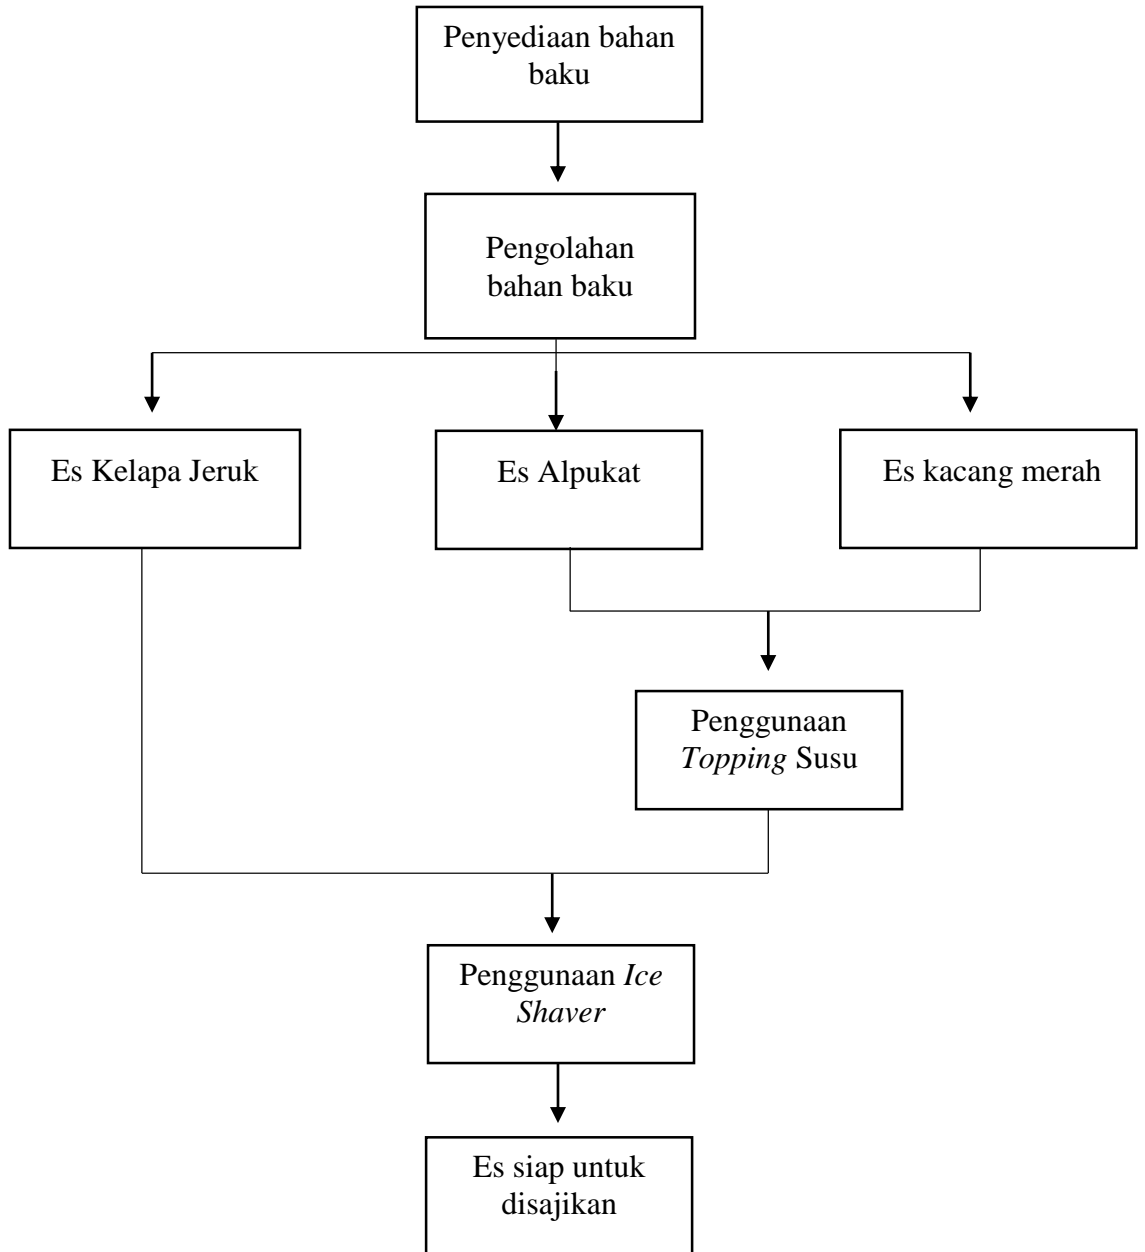 Penyediaan bahan
baku
Pengolahan
bahan baku
Es Kelapa Jeruk
Es Alpukat
Es kacang merah
Penggunaan
Topping Susu
Penggunaan Ice
Shaver
Es siap untuk
disajikan